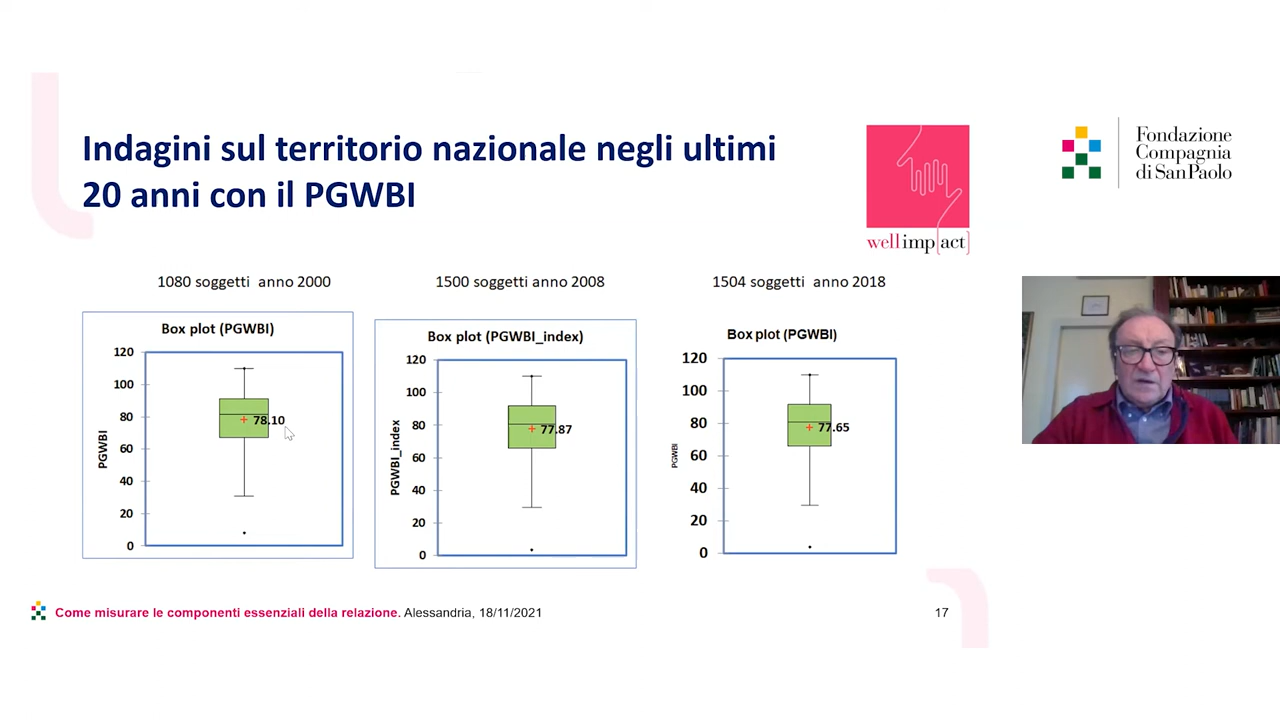 Indagini sul territorio nazionale negli ultimi
20 anni con il PGWBI
wellimp[act]
Fondazione
Compagnia
di San Paolo
1080 soggetti anno 2000
1500 soggetti anno 2008
1504 soggetti anno 2018
Box plot (PGWBI)
120
100
80
60
40
20
0
PGWBI
78.10
Box plot (PGWBI_index)
120
100
80
60
40
20
0
PGWBI_index
77.87
Box plot (PGWBI)
120
100
80
60
40
20
0
PGWBI
77.65
Come misurare le componenti essenziali della relazione. Alessandria, 18/11/2021
17